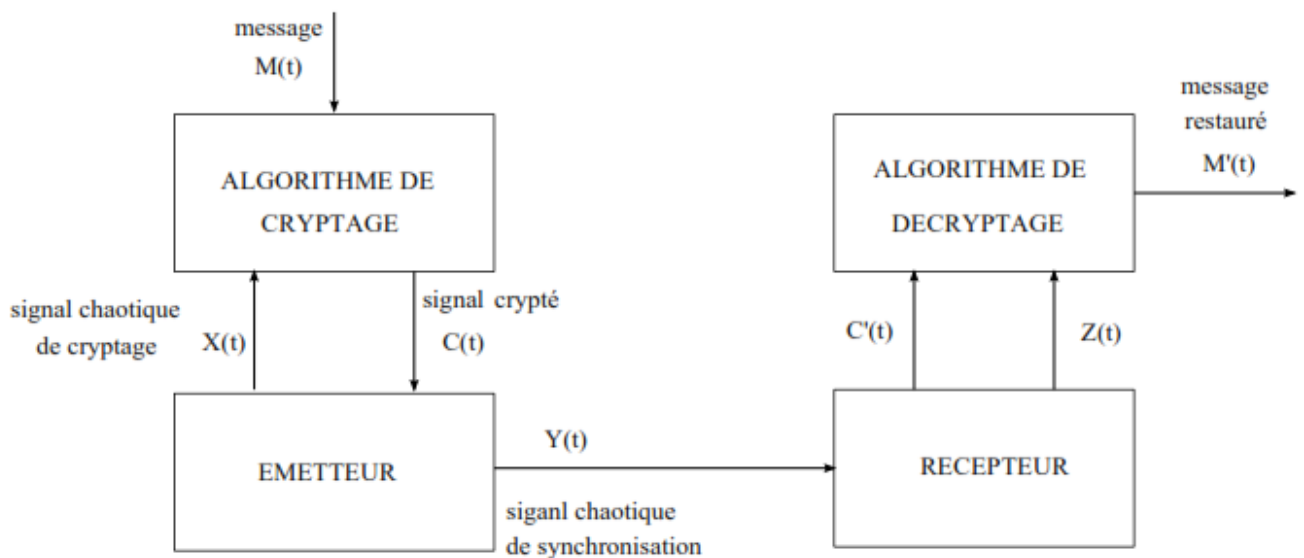 message
M(t)
ALGORITHME DE
CRYPTAGE
signal chaotique
de cryptage
X(t)
signal crypté
C(t)
EMETTEUR
Y(t)
siganl chaotique
de synchronisation
RECEPTEUR
C'(t)
Z(t)
ALGORITHME DE
DECRYPTAGE
message
restauré
M'(t)